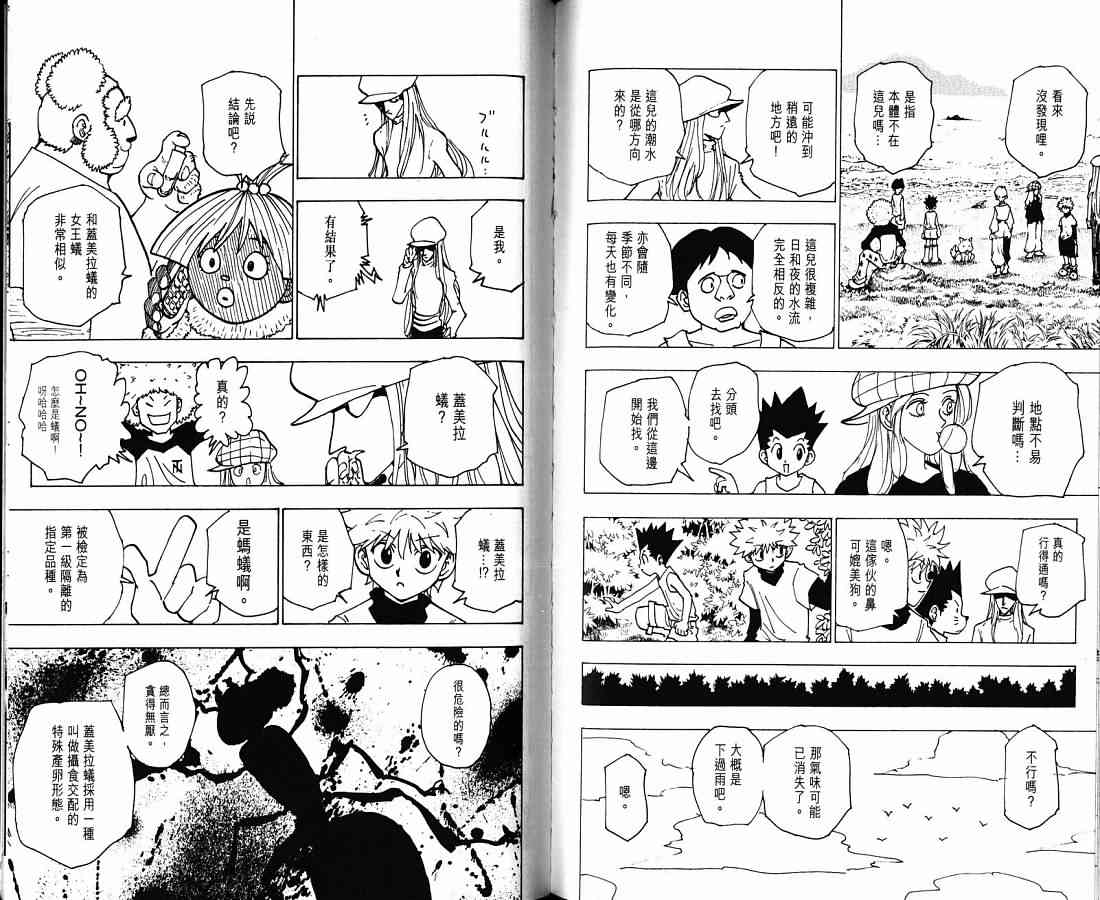 看來
沒發現哩。
是指
本體不在
這兒嗎…
可能沖到
稍遠的
地方吧！
這兒的潮水
是從哪方向
來的？
這兒很複雜，
日和夜的水流
完全相反的。
亦會隨
季節不同，
每天也有變化。
地點不易
判斷嗎…
分頭
去找吧。
我們從這邊
開始找。
真的
行得通嗎？
嗯。
這傢伙的鼻
可媲美狗。
不行嗎？
那氣味可能
已消失了。
大概是
下過雨吧。
嗯。
ブルルル…
是我。
有結果了。
先說
結論吧？
和蓋美拉蟻的
女王蟻
非常相似。
蓋美拉
蟻？
真的？
OH~NO~！
怎麼是蟻啊！
呀哈哈哈
蓋美拉
蟻…!?
是怎樣的
東西？
是螞蟻啊。
被檢定為
第一級隔離的
指定品種。
很危險的嗎？
總而言之，
貪得無厭。
蓋美拉蟻採用一種
叫做攝食交配的
特殊產卵形態。